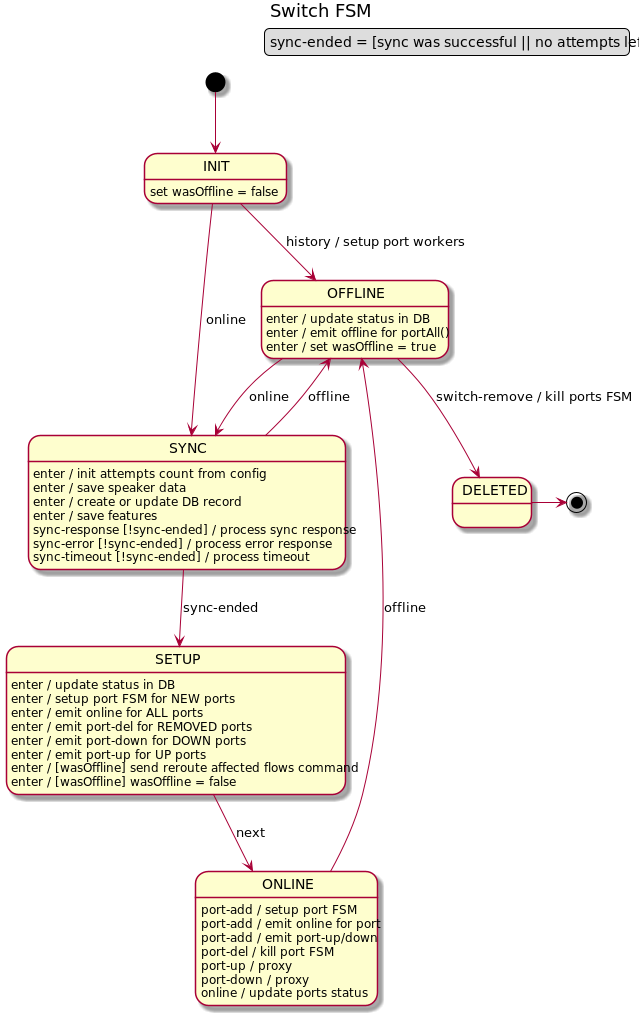 Switch FSM
sync-ended = [sync was successful || no attempts lef
INIT
set wasOffline = false
history / setup port workers
OFFLINE
enter / update status in DB
enter / emit offline for portAll()
enter / set wasOffline = true
online
online
offline
switch-remove / kill ports FSM
SYNC
enter / init attempts count from config
enter / save speaker data
enter / create or update DB record
enter / save features
sync-response [!sync-ended] / process sync response
sync-error [!sync-ended] / process error response
sync-timeout [!sync-ended] / process timeout
DELETED
sync-ended
offline
SETUP
enter / update status in DB
enter / setup port FSM for NEW ports
enter / emit online for ALL ports
enter / emit port-del for REMOVED ports
enter / emit port-down for DOWN ports
enter / emit port-up for UP ports
enter / [wasOffline] send reroute affected flows command
enter / [wasOffline] wasOffline = false
next
ONLINE
port-add / setup port FSM
port-add / emit online for port
port-add / emit port-up/down
port-del / kill port FSM
port-up / proxy
port-down / proxy
online / update ports status